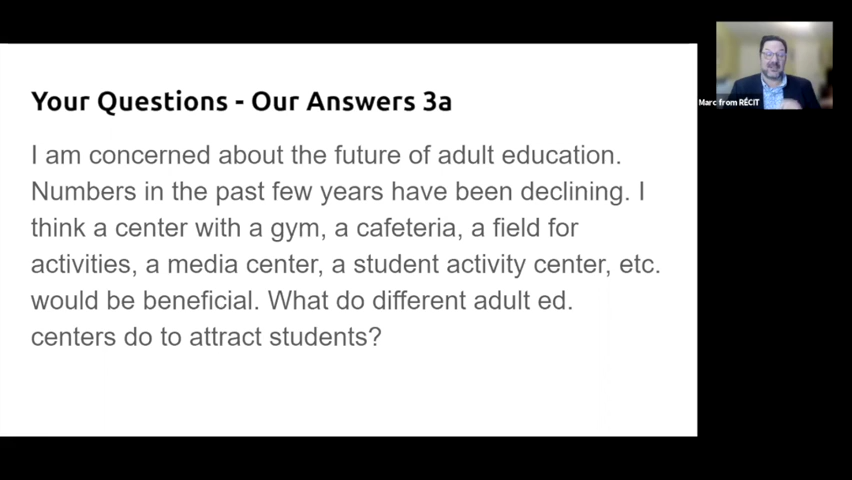 Your Questions - Our Answers 3a
I am concerned about the future of adult education.
Numbers in the past few years have been declining. I
think a center with a gym, a cafeteria, a field for
activities, a media center, a student activity center, etc.
would be beneficial. What do different adult ed.
centers do to attract students?
Marc from RÉCIT